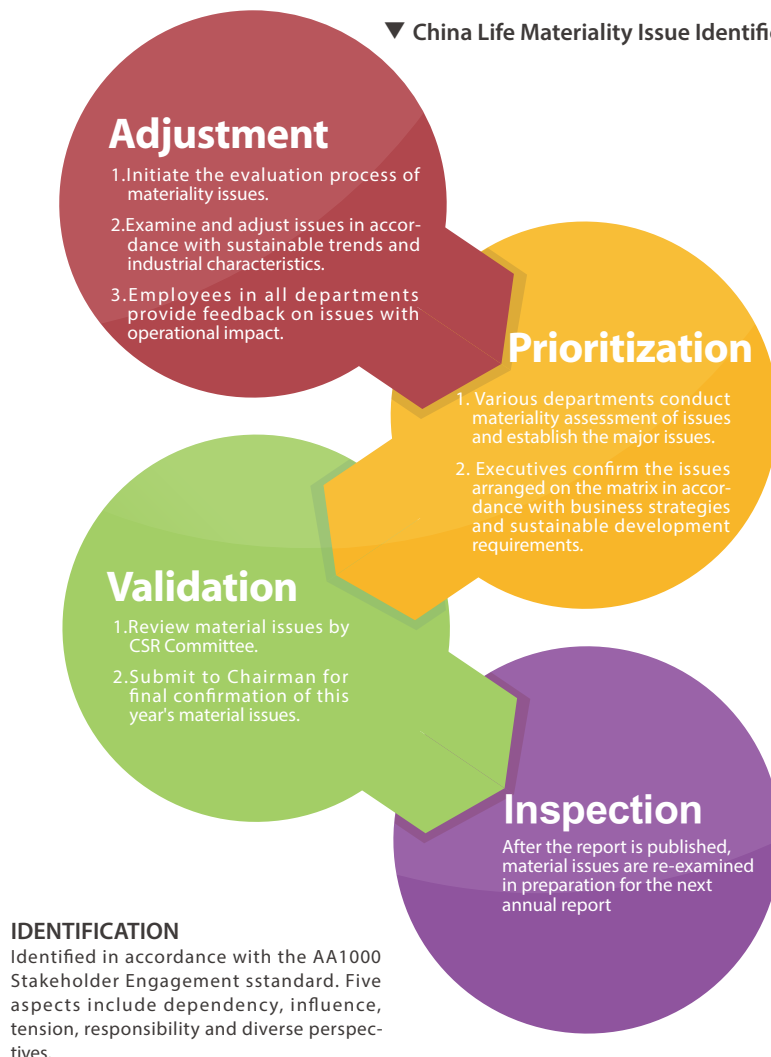 ▼ China Life Materiality Issue Identific
Adjustment
1.Initiate the evaluation process of
materiality issues.
2.Examine and adjust issues in accor-
dance with sustainable trends and
industrial characteristics.
3.Employees in all departments
provide feedback on issues with
operational impact.
Prioritization
1. Various departments conduct
materiality assessment of issues
and establish the major issues.
2. Executives confirm the issues
arranged on the matrix in accor-
dance with business strategies
and sustainable development
requirements.
Validation
1.Review material issues by
CSR Committee.
2.Submit to Chairman for
final confirmation of this
year's material issues.
Inspection
After the report is published,
material issues are re-examined
in preparation for the next
annual report
IDENTIFICATION
Identified in accordance with the AA1000
Stakeholder Engagement sstandard. Five
aspects include dependency, influence,
tension, responsibility and diverse perspec-
tives.